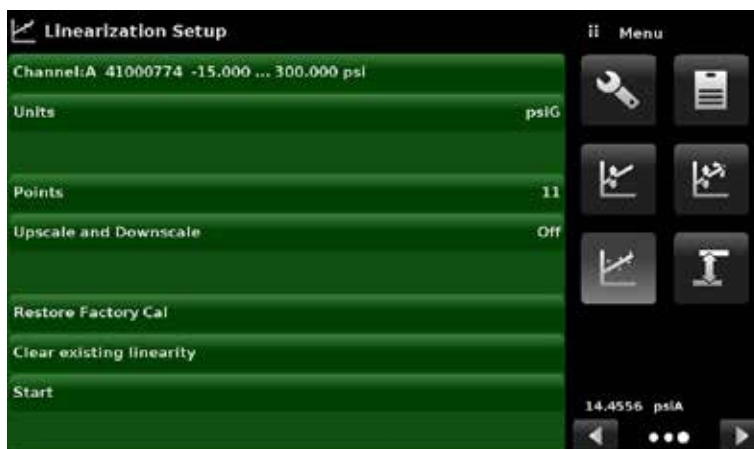 Linearization Setup
Menu
Channel:A 41000774 -15.000 ... 300.000 psi
Units psiG
Points 11
Upscale and Downscale Off
Restore Factory Cal
Clear existing linearity
Start
14.4556 psiA